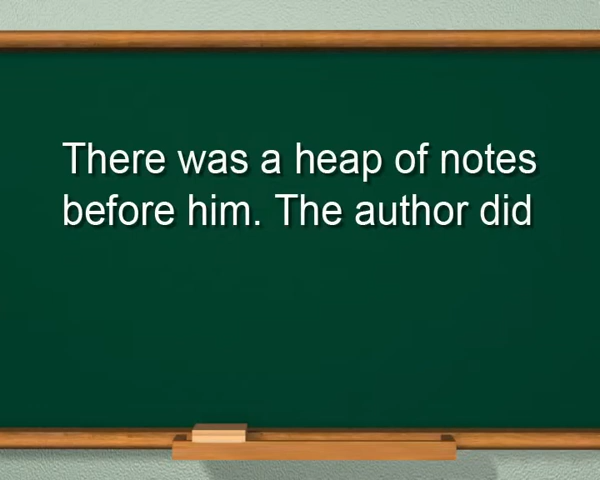 There was a heap of notes
before him. The author did